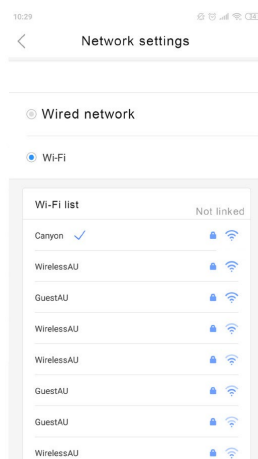 10:29
Network settings
Wired network
Wi-Fi
Wi-Fi list
Not linked
Canyon
WirelessAU
GuestAU
WirelessAU
WirelessAU
GuestAU
GuestAU
WirelessAU